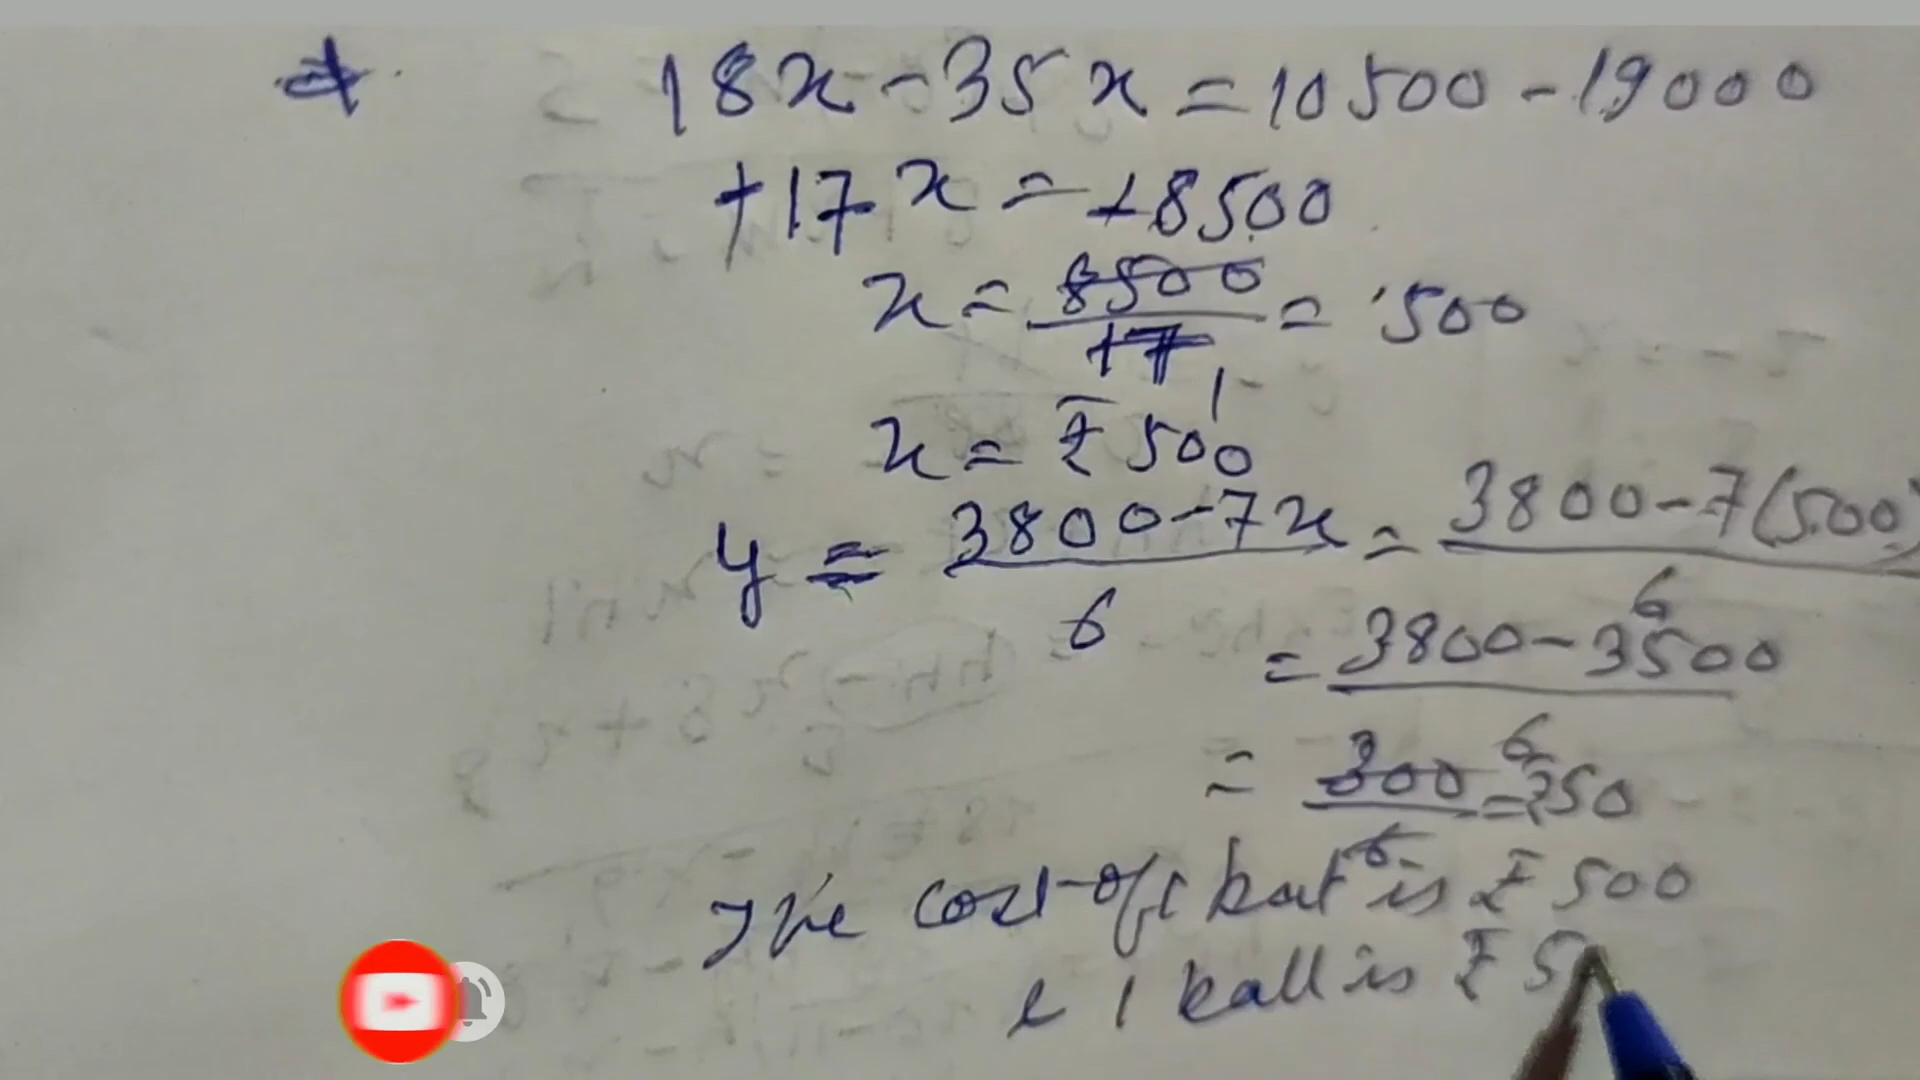 18x - 35x = 10500 - 19000
+17x = +8500
x = 8500/17 = 500
x = ₹500
y = 3800-7x/6 = 3800-7(500)/6
= 3800-3500/6
= 300/6 = ₹50
The cost of 1 bat is ₹500
& 1 ball is ₹5